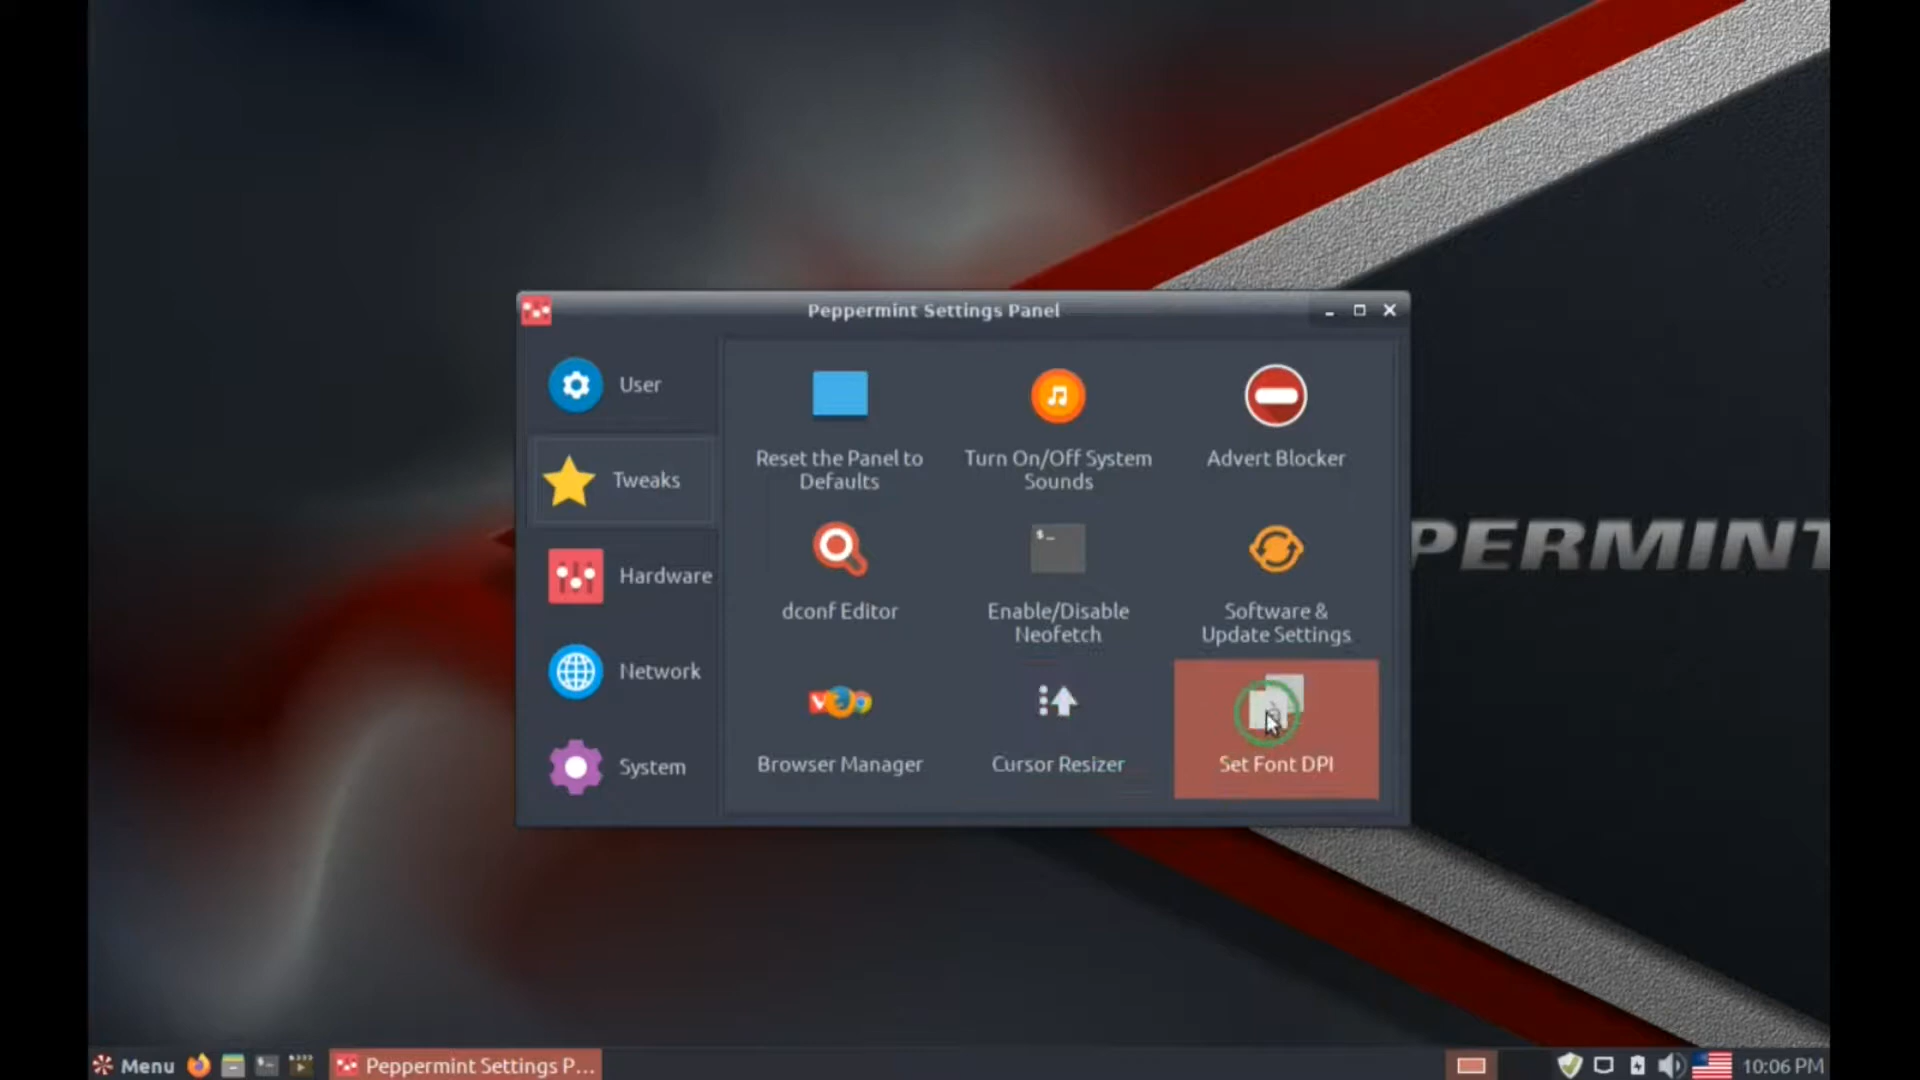 Peppermint Settings Panel
User
Tweaks
Hardware
Network
System
Reset the Panel to
Defaults
Turn On/Off System
Sounds
Advert Blocker
dconf Editor
$_
Enable/Disable
Neofetch
Software &
Update Settings
Browser Manager
Cursor Resizer
Set Font DPI
PERMINT
Menu
Peppermint Settings P...
10:06 PM